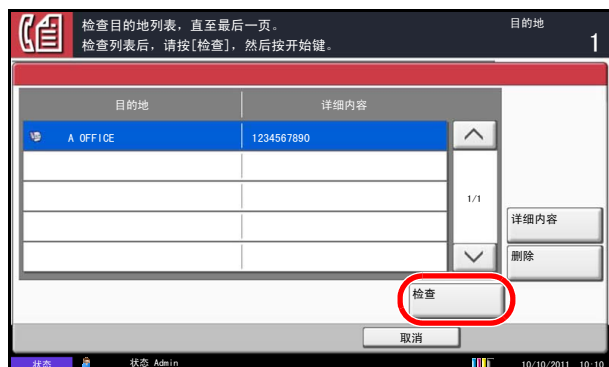 检查目的地列表，直至最后一页。
检查列表后，请按[检查]，然后按开始键。
目的地
1
目的地 详细内容
A OFFICE 1234567890
1/1
详细内容
删除
检查
取消
状态 状态 Admin 10/10/2011 10:10